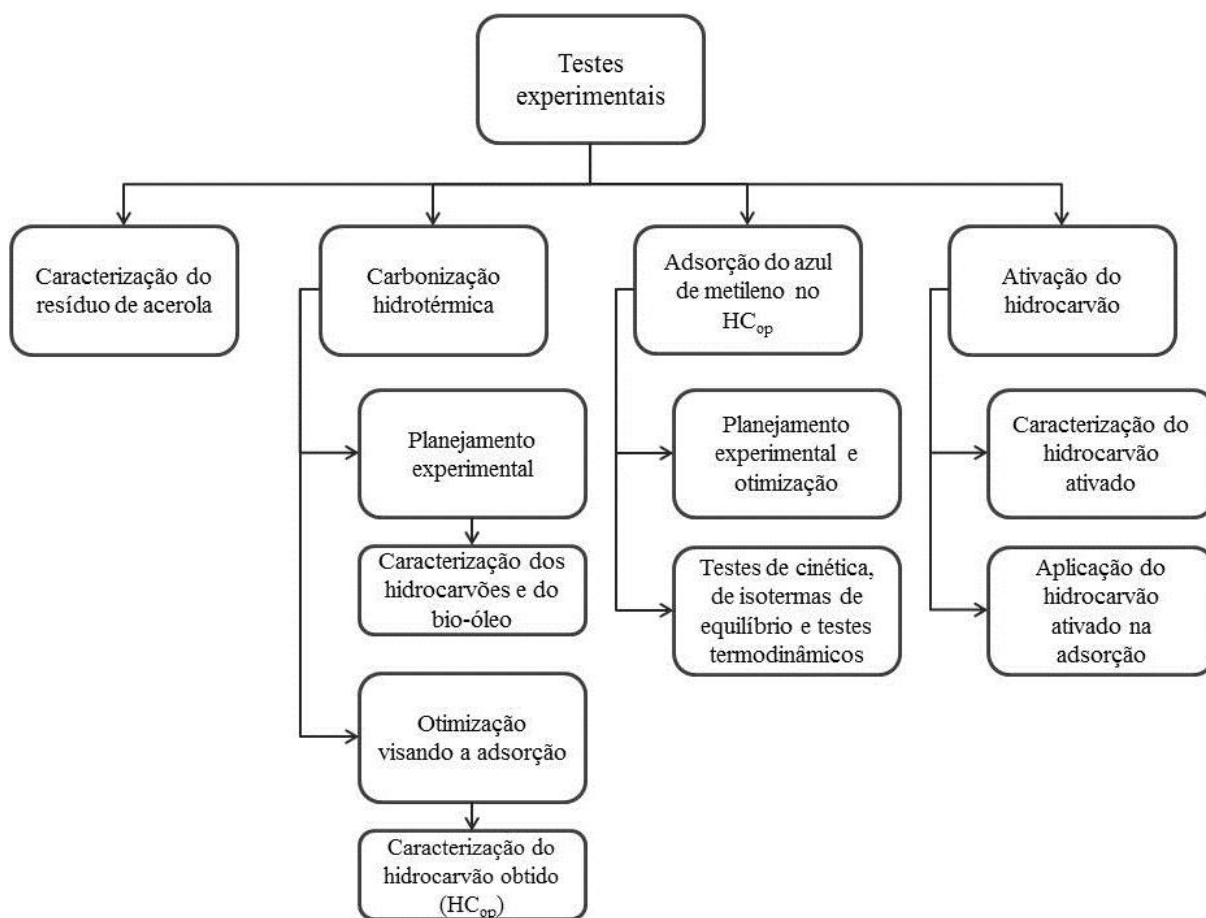 Testes
experimentais
Caracterização do
resíduo de acerola
Carbonização
hidrotérmica
Adsorção do azul
de metileno no
HCop
Ativação do
hidrocarvão
Planejamento
experimental
Planejamento
experimental e
otimização
Caracterização do
hidrocarvão
ativado
Caracterização dos
hidrocarvões e do
bio-óleo
Testes de cinética,
de isotermas de
equilíbrio e testes
termodinâmicos
Aplicação do
hidrocarvão
ativado na
adsorção
Otimização
visando a adsorção
Caracterização do
hidrocarvão obtido
(HCop)